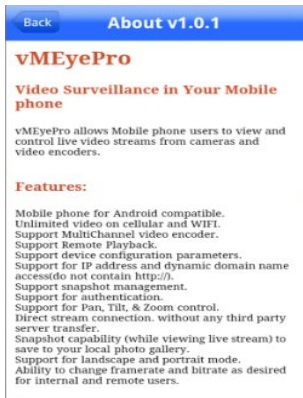 Back
About v1.0.1
vMEyePro
Video Surveillance in Your Mobile
phone
vMEyePro allows Mobile phone users to view and
control live video streams from cameras and
video encoders.
Features:
Mobile phone for Android compatible.
Unlimited video on cellular and WIFI.
Support MultiChannel video encoder.
Support Remote Playback.
Support device configuration parameters.
Support for IP address and dynamic domain name
access(do not contain http://).
Support snapshot management.
Support for authentication.
Support for Pan, Tilt, & Zoom control.
Direct stream connection. without any third party
server transfer.
Snapshot capability (while viewing live stream) to
save to your local photo gallery.
Support for landscape and portrait mode.
Ability to change framerate and bitrate as desired
for internal and remote users.